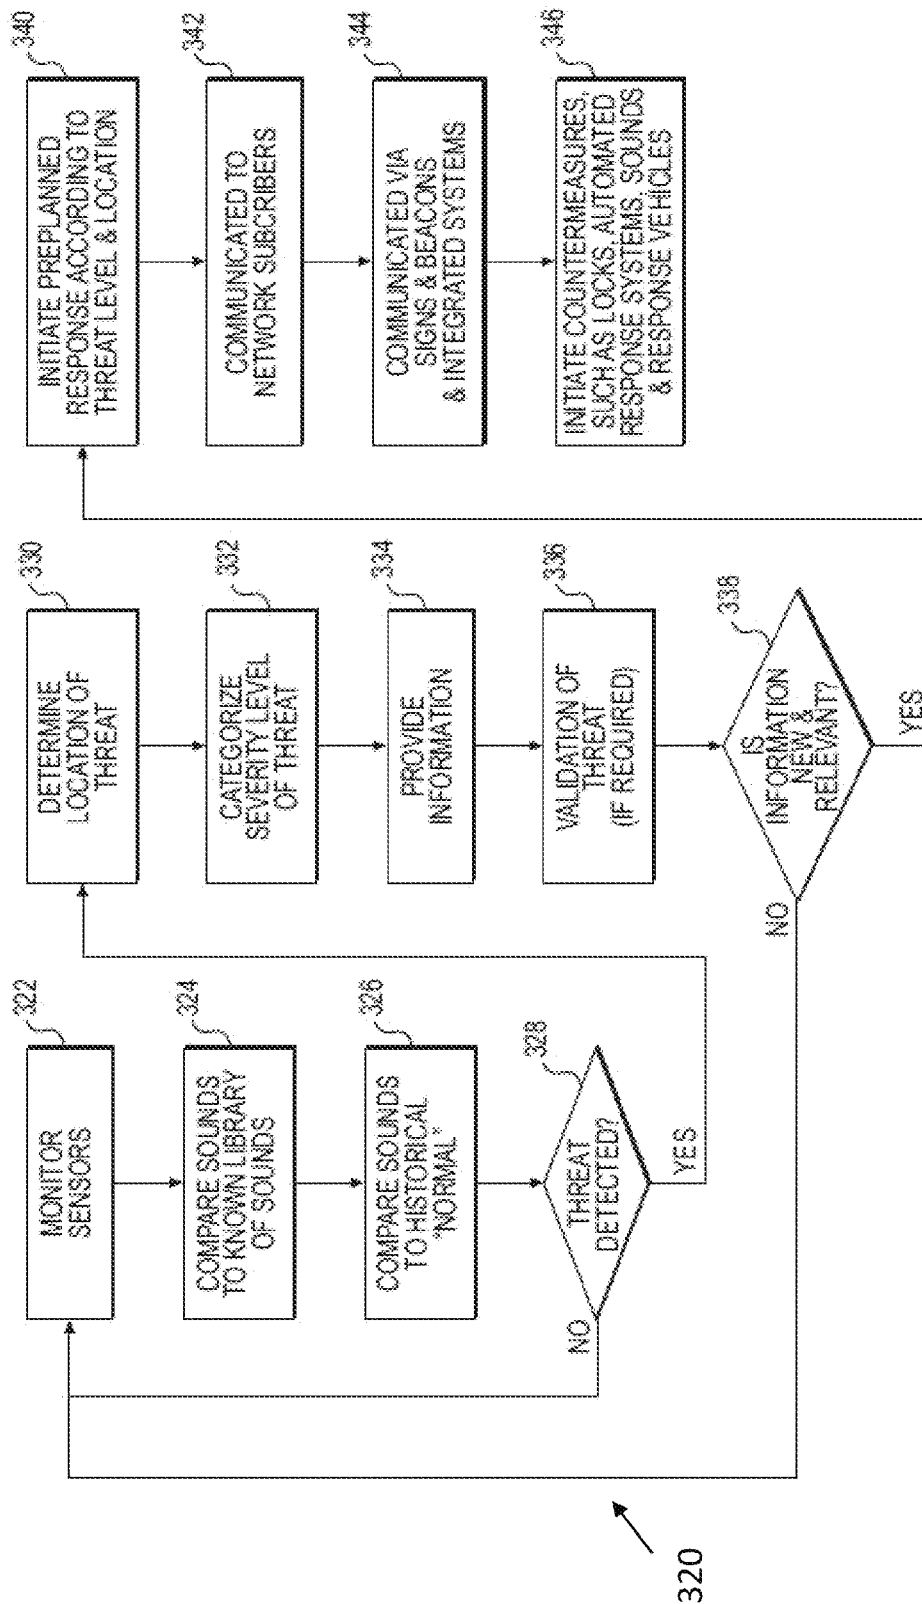 322
MONITOR
SENSORS
324
COMPARE SOUNDS
TO KNOWN LIBRARY
OF SOUNDS
326
COMPARE SOUNDS
TO HISTORICAL
"NORMAL"
328
THREAT
DETECTED?
NO
YES
330
DETERMINE
LOCATION OF
THREAT
332
CATEGORIZE
SEVERITY LEVEL
OF THREAT
334
PROVIDE
INFORMATION
336
VALIDATION OF
THREAT
(IF REQUIRED)
338
IS
INFORMATION
NEW &
RELEVANT?
NO
YES
340
INITIATE PREPLANNED
RESPONSE ACCORDING TO
THREAT LEVEL & LOCATION
342
COMMUNICATED TO
NETWORK SUBSCRIBERS
344
COMMUNICATED VIA
SIGNS & BEACONS
& INTEGRATED SYSTEMS
346
INITIATE COUNTERMEASURES,
SUCH AS LOCKS, AUTOMATED
RESPONSE SYSTEMS, SOUNDS
& RESPONSE VEHICLES
320